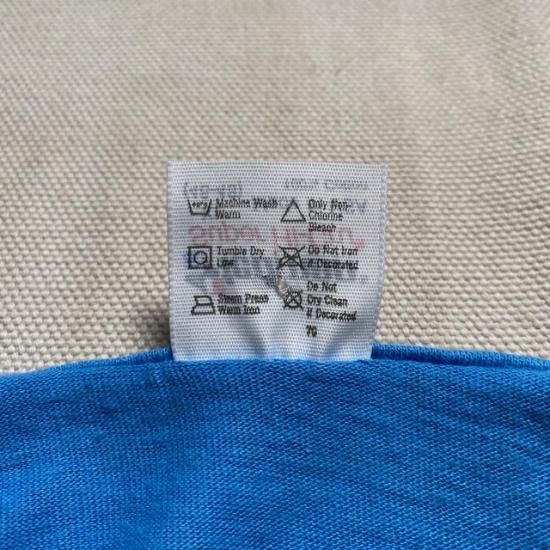 Machine Wash
Warm
Only Non-
Chlorine
Bleach
Tumble Dry
Low
Do Not Iron
if Decorated
Steam Press
Warm Iron
Do Not
Dry Clean
if Decorated